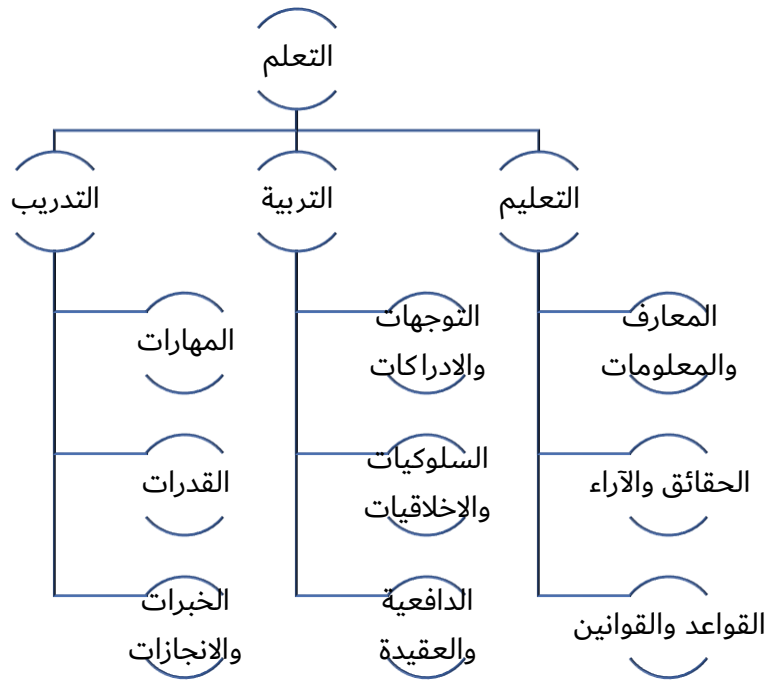 التعلم
التعليم
المعارف
والمعلومات
الحقائق والآراء
القواعد والقوانين
التربية
التوجهات
والادراكات
السلوكيات
والاخلاقيات
الدافعية
والعقيدة
التدريب
المهارات
القدرات
الخبرات
والانجازات